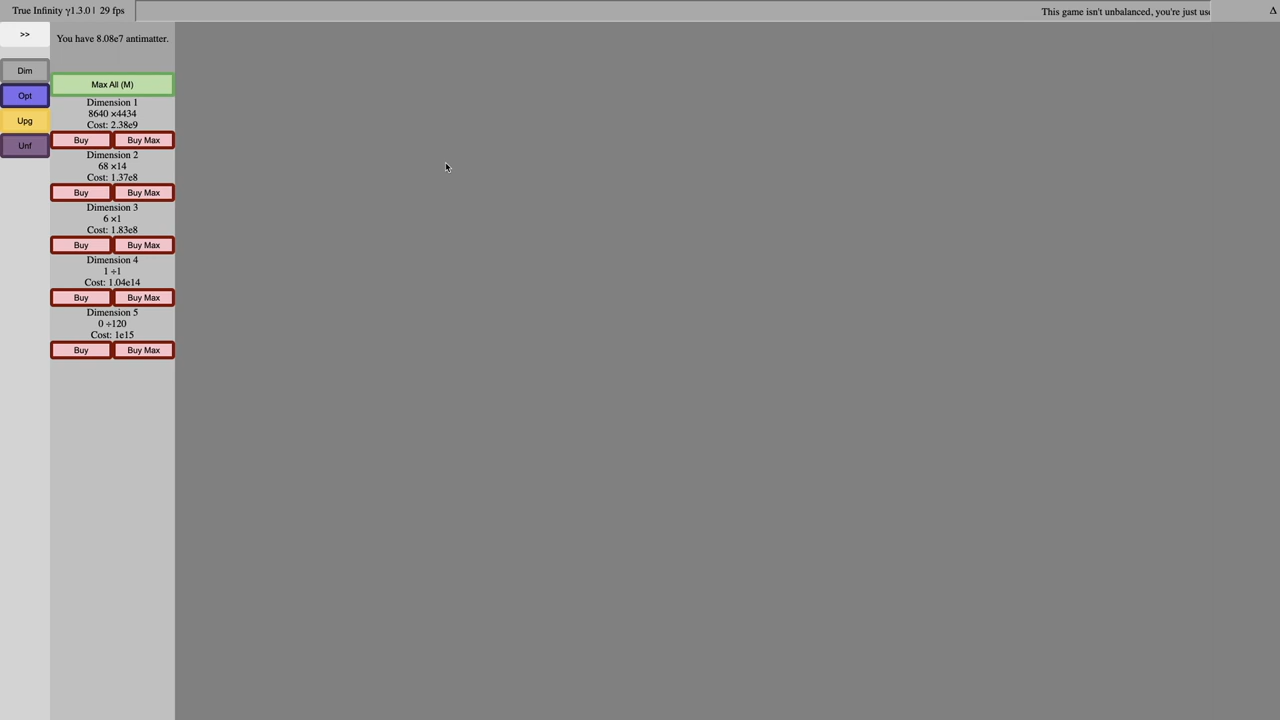 True Infinity γ1.3.0 | 29 fps
This game isn't unbalanced, you're just
Δ
>>
You have 8.08e7 antimatter.
Dim
Opt
Upg
Unf
Max All (M)
Dimension 1
8640 ×4434
Cost: 2.38e9
Buy Buy Max
Dimension 2
68 ×14
Cost: 1.37e8
Buy Buy Max
Dimension 3
6 ×1
Cost: 1.83e8
Buy Buy Max
Dimension 4
1 ÷1
Cost: 1.04e14
Buy Buy Max
Dimension 5
0 ÷120
Cost: 1e15
Buy Buy Max